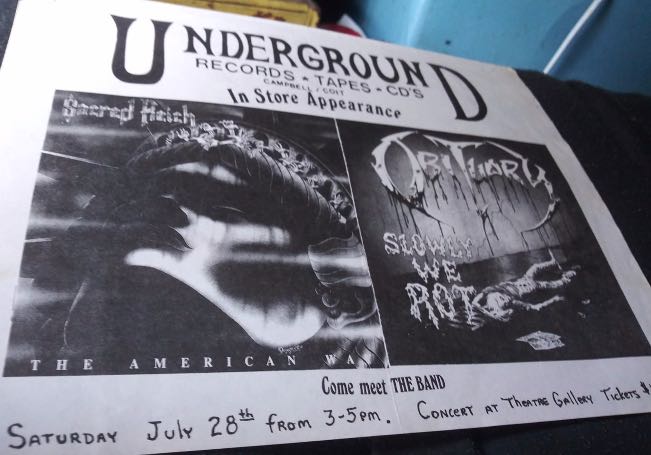 UNDERGROUND
RECORDS ★ TAPES ★ CD'S
CAMPBELL / COIT
In Store Appearance
Sacred Reich
THE AMERICAN WA
OBITUARY
SLOWLY
WE
ROT
Come meet THE BAND
SATURDAY JULY 28th FROM 3-5pm. CONCERT AT THEATRE GALLERY TICKETS $